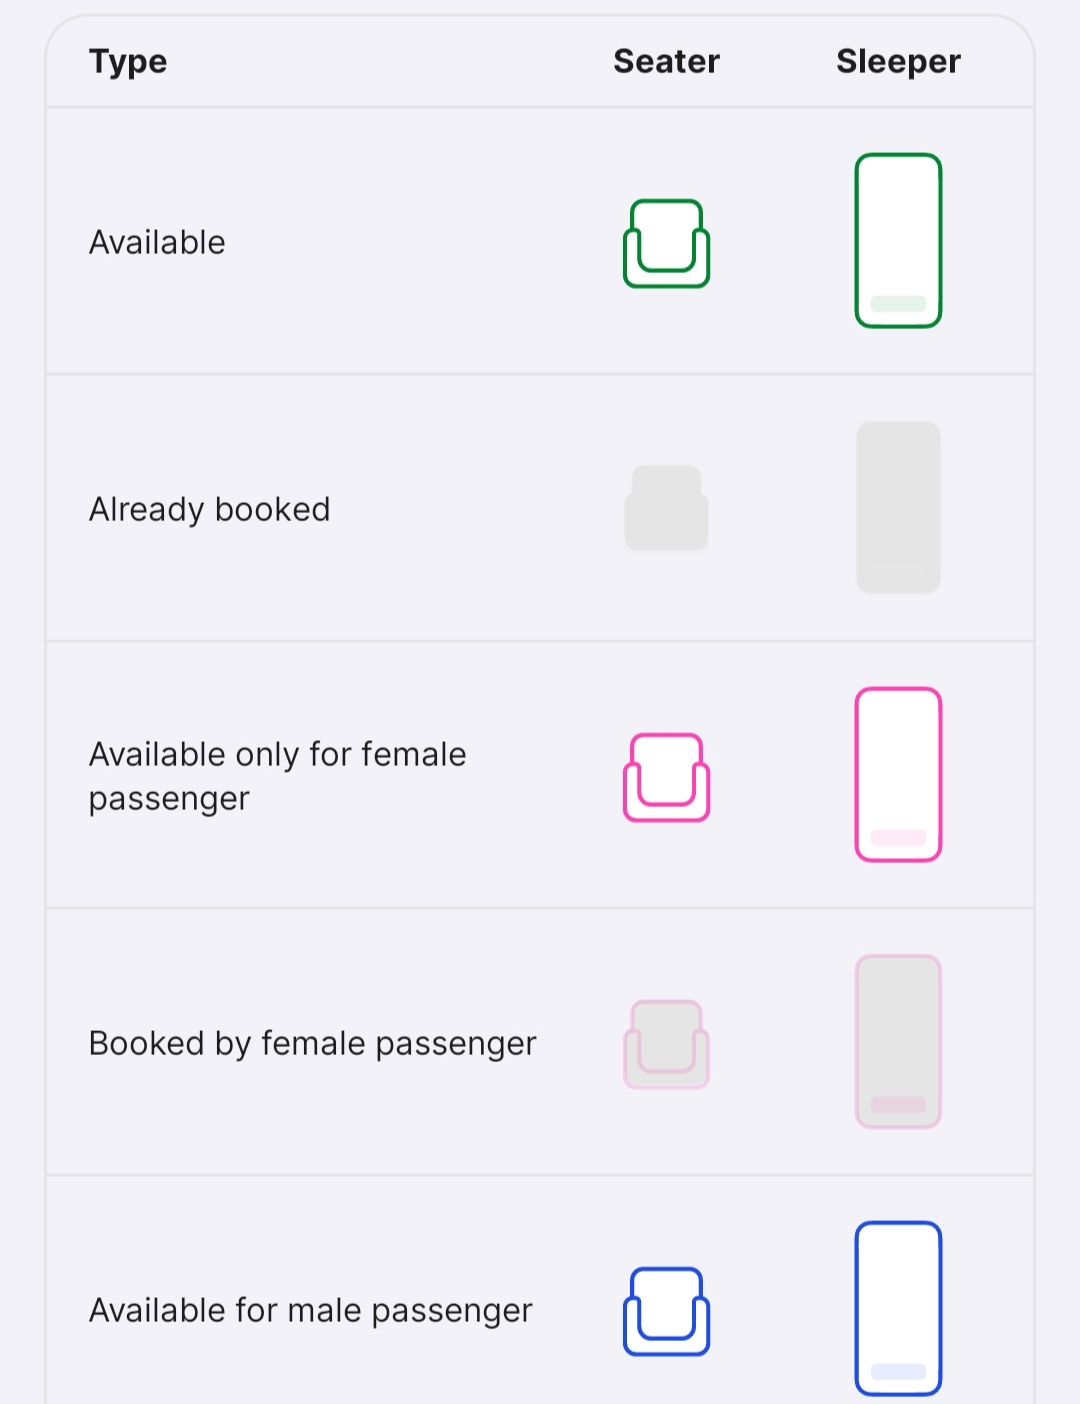 Type Seater Sleeper
Available
Already booked
Available only for female
passenger
Booked by female passenger
Available for male passenger